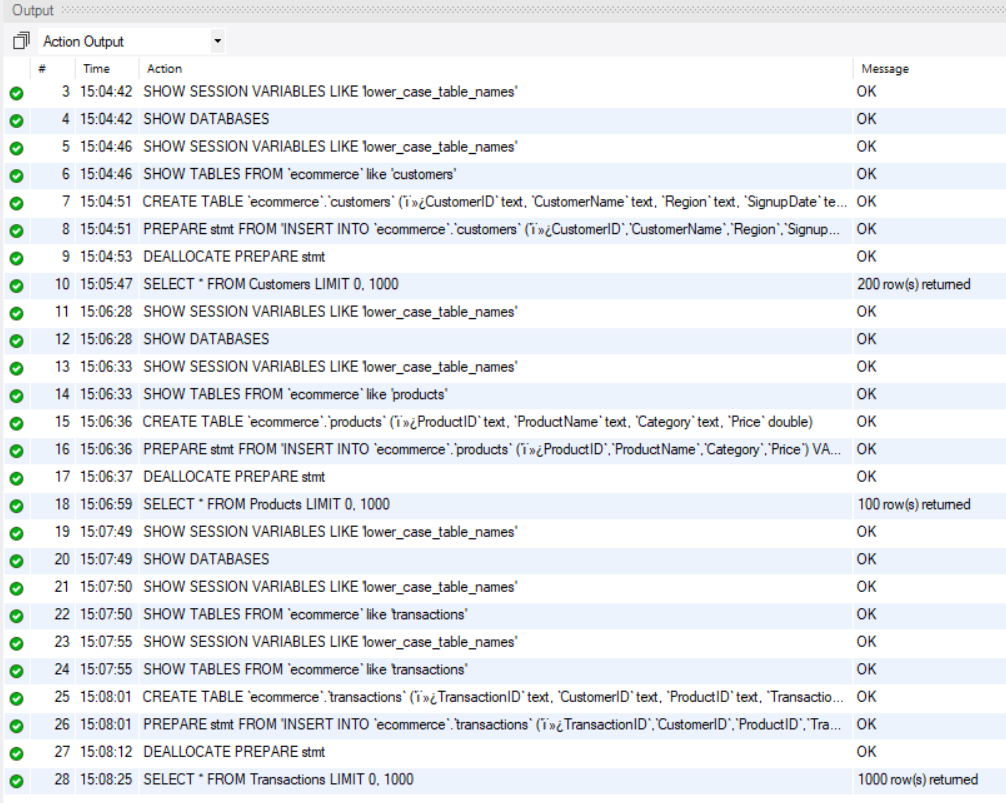 Output
Action Output
# Time Action Message
3 15:04:42 SHOW SESSION VARIABLES LIKE 'lower_case_table_names' OK
4 15:04:42 SHOW DATABASES OK
5 15:04:46 SHOW SESSION VARIABLES LIKE 'lower_case_table_names' OK
6 15:04:46 SHOW TABLES FROM `ecommerce` like 'customers' OK
7 15:04:51 CREATE TABLE `ecommerce`.`customers` (`ï»¿CustomerID` text, `CustomerName` text, `Region` text, `SignupDate` te... OK
8 15:04:51 PREPARE stmt FROM 'INSERT INTO `ecommerce`.`customers` (`ï»¿CustomerID`,`CustomerName`,`Region`,`Signup... OK
9 15:04:53 DEALLOCATE PREPARE stmt OK
10 15:05:47 SELECT * FROM Customers LIMIT 0, 1000 200 row(s) returned
11 15:06:28 SHOW SESSION VARIABLES LIKE 'lower_case_table_names' OK
12 15:06:28 SHOW DATABASES OK
13 15:06:33 SHOW SESSION VARIABLES LIKE 'lower_case_table_names' OK
14 15:06:33 SHOW TABLES FROM `ecommerce` like 'products' OK
15 15:06:36 CREATE TABLE `ecommerce`.`products` (`ï»¿ProductID` text, `ProductName` text, `Category` text, `Price` double) OK
16 15:06:36 PREPARE stmt FROM 'INSERT INTO `ecommerce`.`products` (`ï»¿ProductID`,`ProductName`,`Category`,`Price`) VA... OK
17 15:06:37 DEALLOCATE PREPARE stmt OK
18 15:06:59 SELECT * FROM Products LIMIT 0, 1000 100 row(s) returned
19 15:07:49 SHOW SESSION VARIABLES LIKE 'lower_case_table_names' OK
20 15:07:49 SHOW DATABASES OK
21 15:07:50 SHOW SESSION VARIABLES LIKE 'lower_case_table_names' OK
22 15:07:50 SHOW TABLES FROM `ecommerce` like 'transactions' OK
23 15:07:55 SHOW SESSION VARIABLES LIKE 'lower_case_table_names' OK
24 15:07:55 SHOW TABLES FROM `ecommerce` like 'transactions' OK
25 15:08:01 CREATE TABLE `ecommerce`.`transactions` (`ï»¿TransactionID` text, `CustomerID` text, `ProductID` text, `Transactio... OK
26 15:08:01 PREPARE stmt FROM 'INSERT INTO `ecommerce`.`transactions` (`ï»¿TransactionID`,`CustomerID`,`ProductID`,`Tra... OK
27 15:08:12 DEALLOCATE PREPARE stmt OK
28 15:08:25 SELECT * FROM Transactions LIMIT 0, 1000 1000 row(s) returned